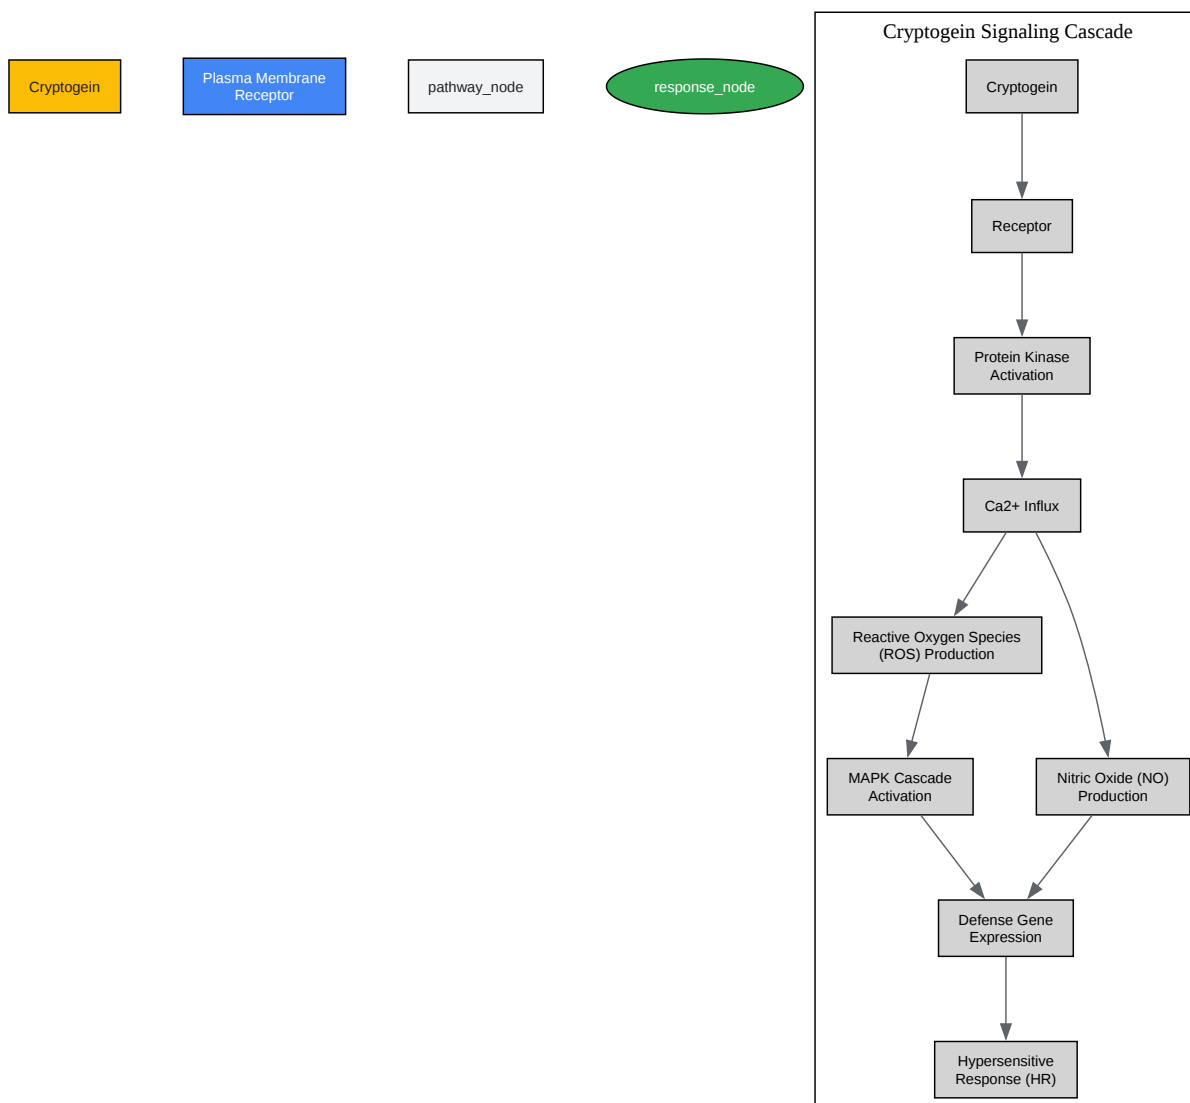 Cryptogein Signaling Cascade
Cryptogein
Plasma Membrane
Receptor
pathway_node
response_node
Cryptogein
Receptor
Protein Kinase
Activation
Ca2+ Influx
Reactive Oxygen Species
(ROS) Production
MAPK Cascade
Activation
Nitric Oxide (NO)
Production
Defense Gene
Expression
Hypersensitive
Response (HR)